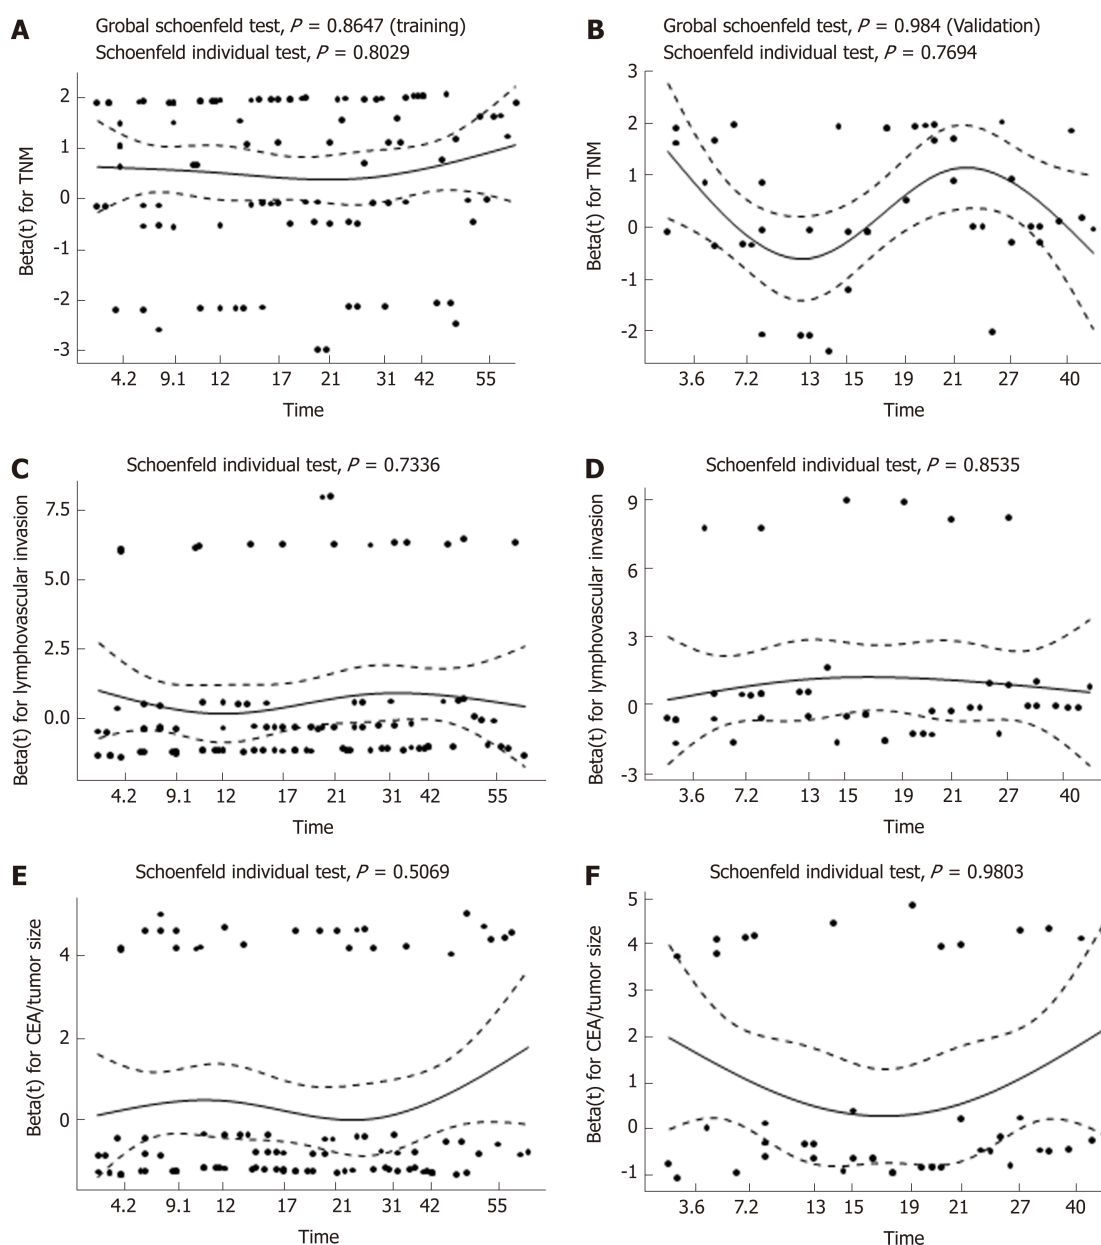 A
Grobal schoenfeld test, P = 0.8647 (training)
Schoenfeld individual test, P = 0.8029
Beta(t) for TNM
2
1
0
-1
-2
-3
4.2 9.1 12 17 21 31 42 55
Time
B
Grobal schoenfeld test, P = 0.984 (Validation)
Schoenfeld individual test, P = 0.7694
Beta(t) for TNM
3
2
1
0
-1
-2
3.6 7.2 13 15 19 21 27 40
Time
C
Schoenfeld individual test, P = 0.7336
Beta(t) for lymphovascular invasion
7.5
5.0
2.5
0.0
4.2 9.1 12 17 21 31 42 55
Time
D
Schoenfeld individual test, P = 0.8535
Beta(t) for lymphovascular invasion
9
6
3
0
-3
3.6 7.2 13 15 19 21 27 40
Time
E
Schoenfeld individual test, P = 0.5069
Beta(t) for CEA/tumor size
4
2
0
4.2 9.1 12 17 21 31 42 55
Time
F
Schoenfeld individual test, P = 0.9803
Beta(t) for CEA/tumor size
5
4
3
2
1
0
-1
3.6 7.2 13 15 19 21 27 40
Time